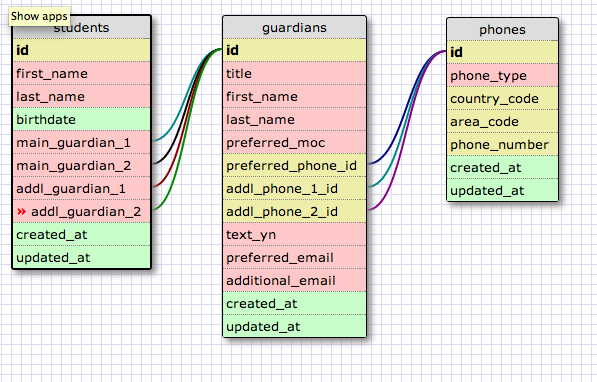 Show apps
students
id
first_name
last_name
birthdate
main_guardian_1
main_guardian_2
addl_guardian_1
» addl_guardian_2
created_at
updated_at
guardians
id
title
first_name
last_name
preferred_moc
preferred_phone_id
addl_phone_1_id
addl_phone_2_id
text_yn
preferred_email
additional_email
created_at
updated_at
phones
id
phone_type
country_code
area_code
phone_number
created_at
updated_at